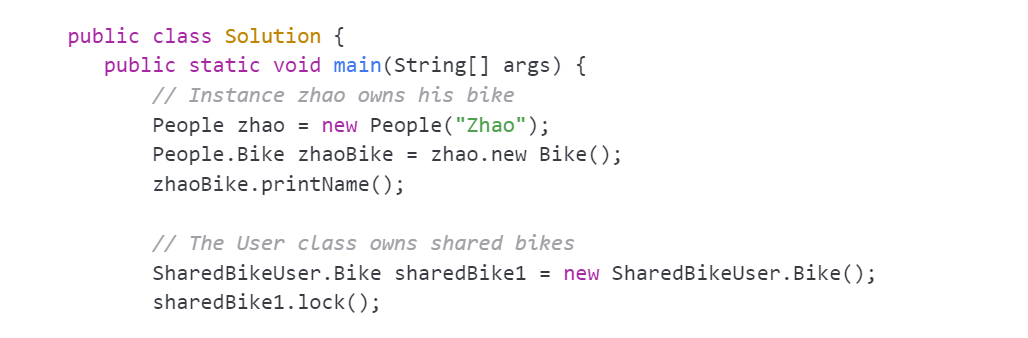 public class Solution {
public static void main(String[] args) {
// Instance zhao owns his bike
People zhao = new People("Zhao");
People.Bike zhaoBike = zhao.new Bike();
zhaoBike.printName();
// The User class owns shared bikes
SharedBikeUser.Bike sharedBike1 = new SharedBikeUser.Bike();
sharedBike1.lock();